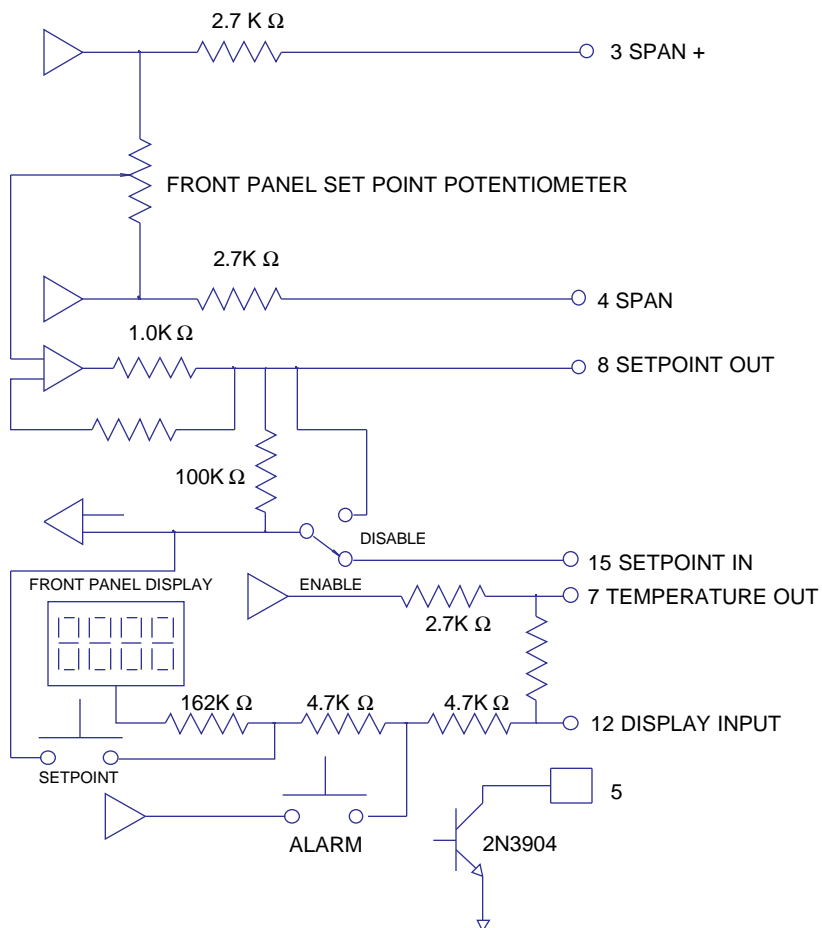 2.7 K Ω
3 SPAN +
FRONT PANEL SET POINT POTENTIOMETER
2.7K Ω
4 SPAN
1.0K Ω
8 SETPOINT OUT
100K Ω
DISABLE
15 SETPOINT IN
FRONT PANEL DISPLAY
ENABLE
7 TEMPERATURE OUT
2.7K Ω
162K Ω
4.7K Ω
4.7K Ω
12 DISPLAY INPUT
SETPOINT
5
ALARM
2N3904